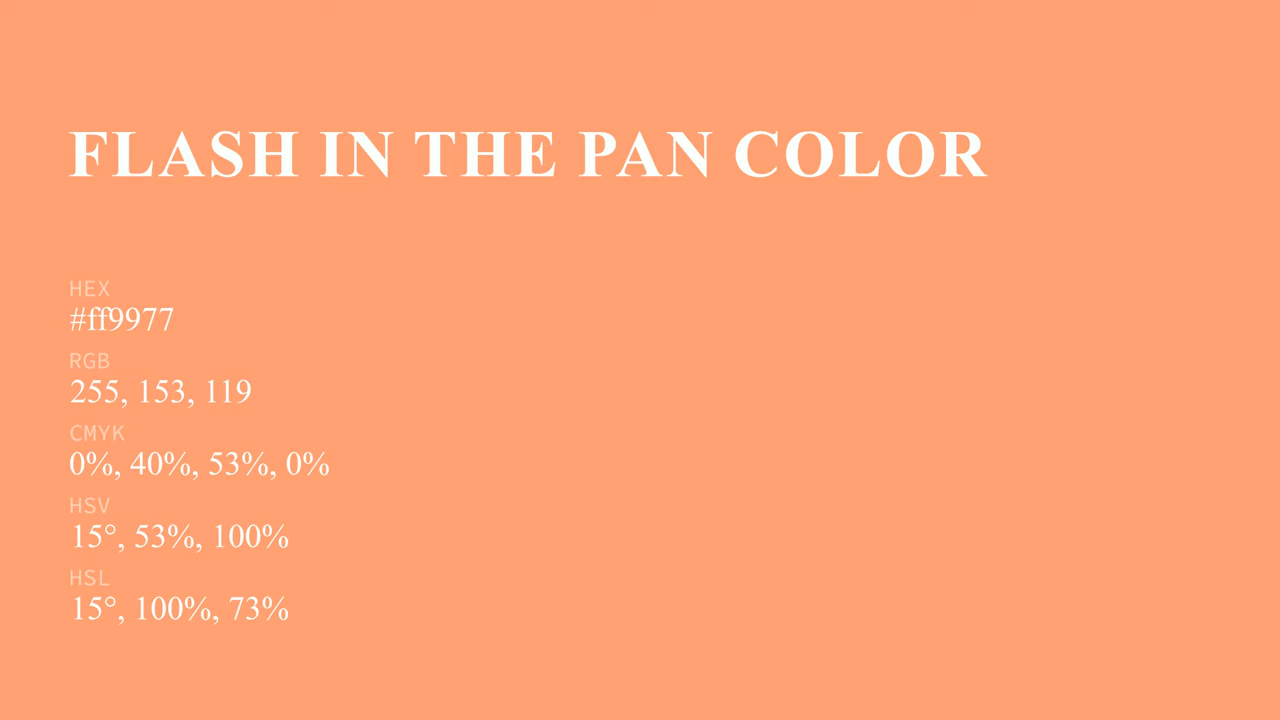 FLASH IN THE PAN COLOR
HEX
#ff9977
RGB
255, 153, 119
CMYK
0%, 40%, 53%, 0%
HSV
15°, 53%, 100%
HSL
15°, 100%, 73%